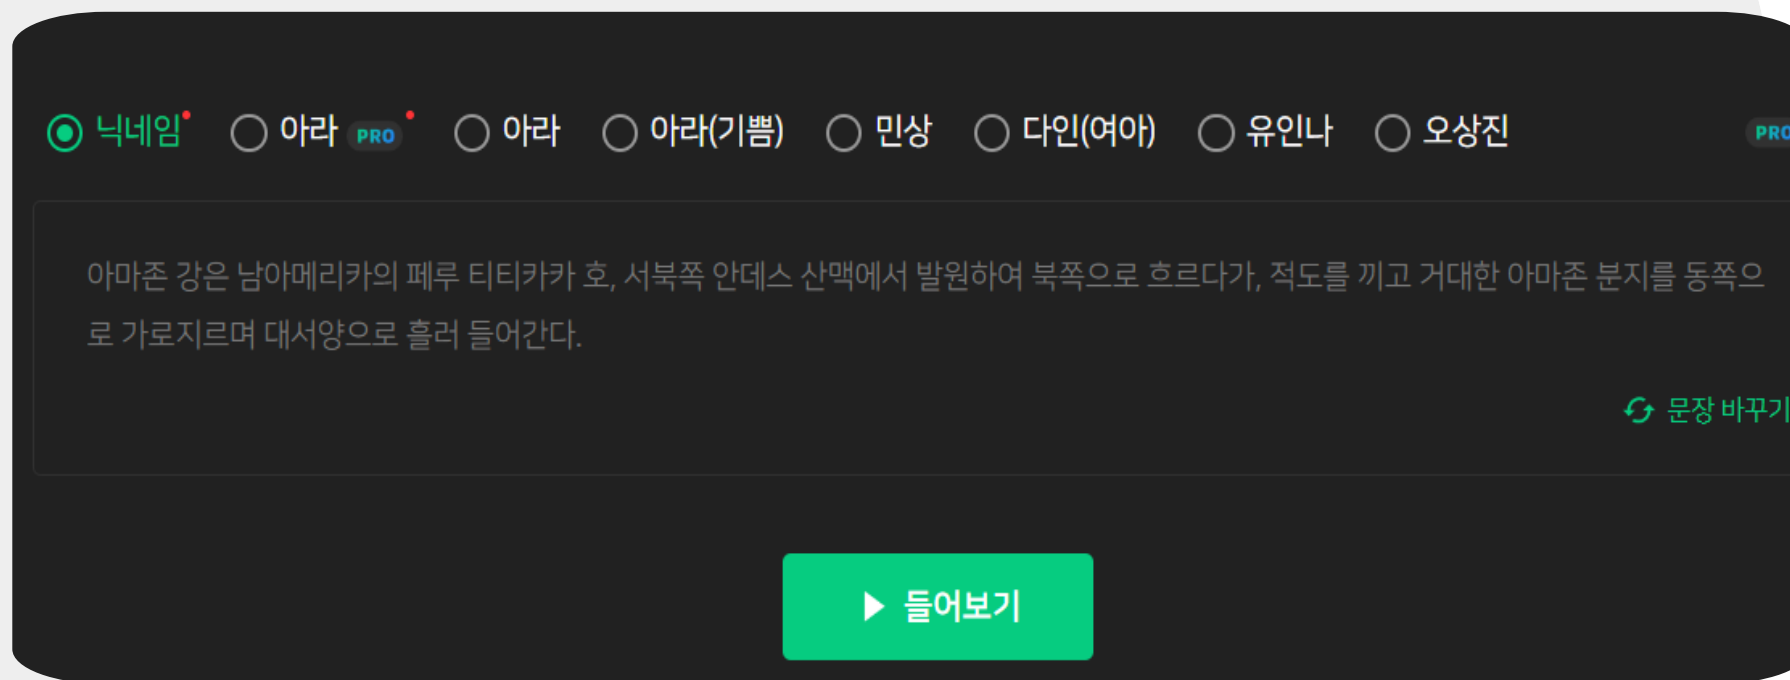 닉네임 아라 PRO 아라 아라(기쁨) 민상 다인(여아) 유인나 오상진 PRO
아마존 강은 남아메리카의 페루 티티카카 호, 서북쪽 안데스 산맥에서 발원하여 북쪽으로 흐르다가, 적도를 끼고 거대한 아마존 분지를 동쪽으
로 가로지르며 대서양으로 흘러 들어간다.
문장 바꾸기
들어보기